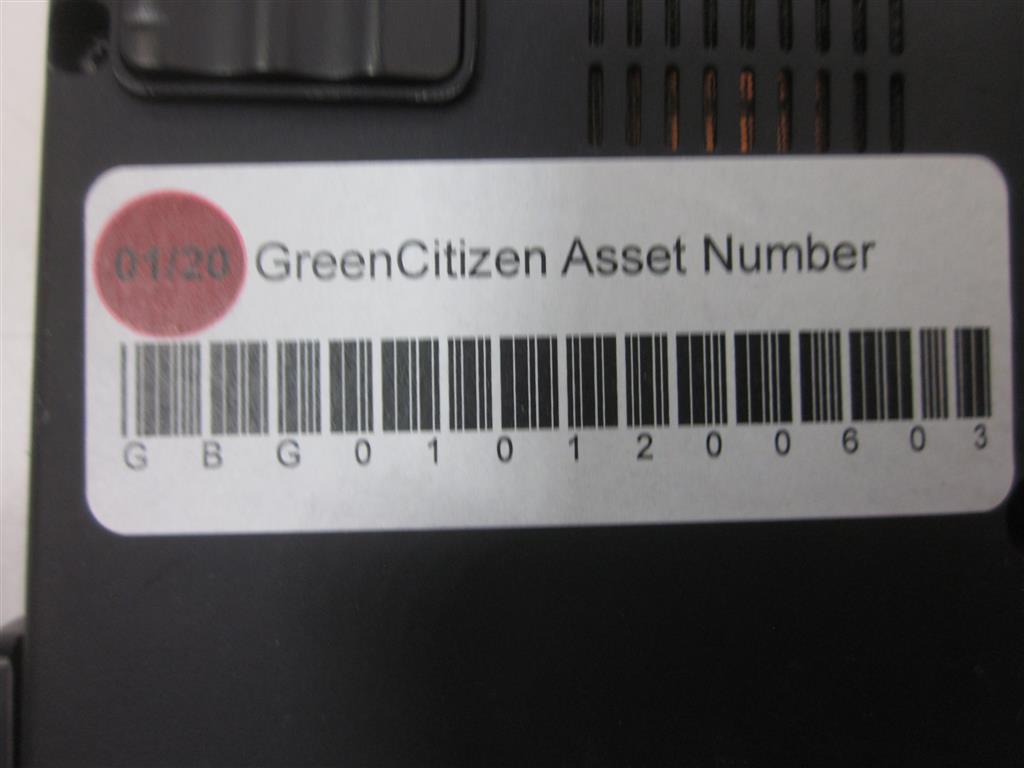 01/20 GreenCitizen Asset Number
G B G 0 1 0 1 2 0 0 6 0 3